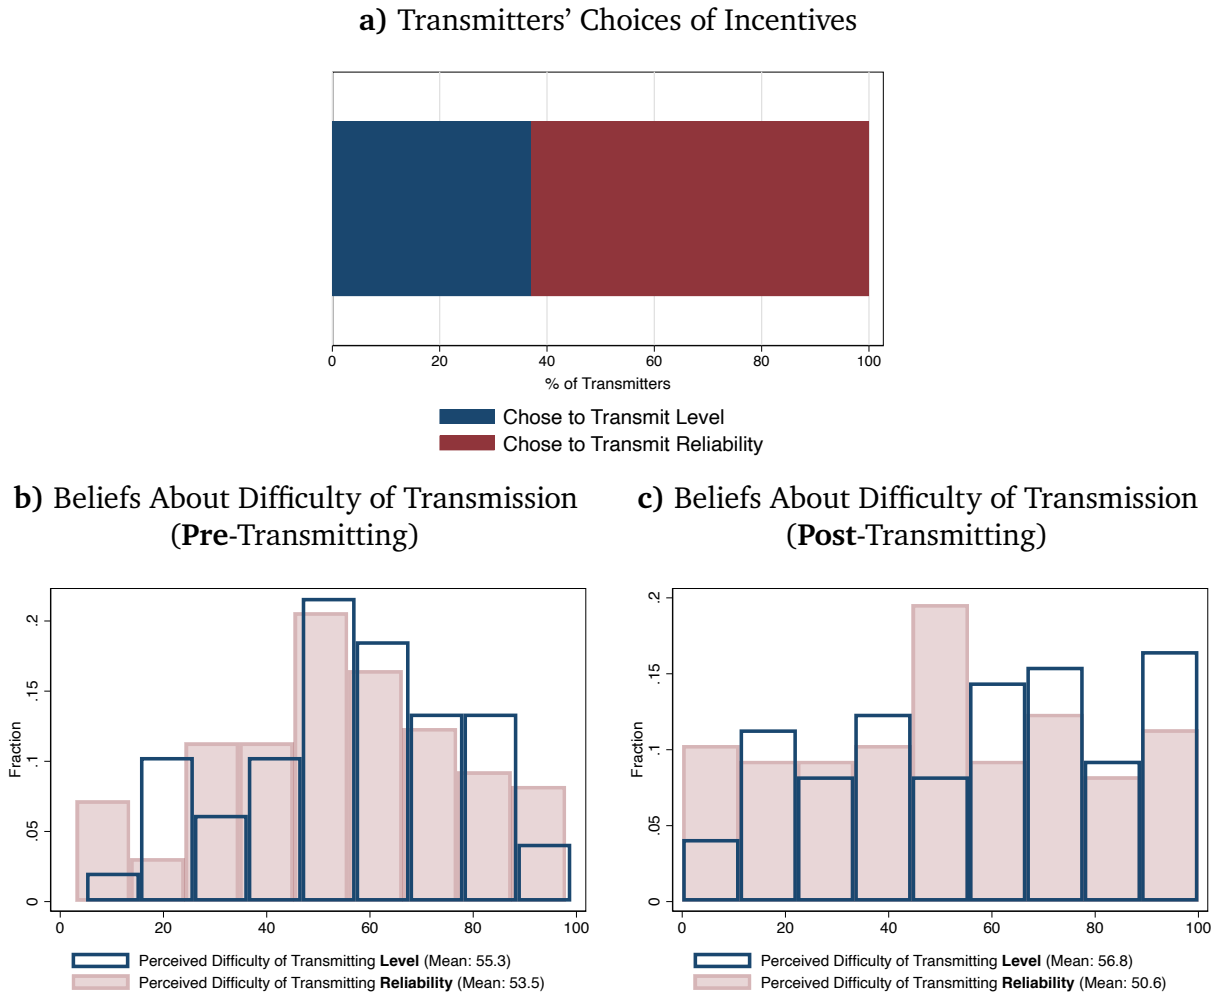 a) Transmitters' Choices of Incentives
0 20 40 60 80 100
% of Transmitters
Chose to Transmit Level
Chose to Transmit Reliability
b) Beliefs About Difficulty of Transmission
(Pre-Transmitting)
.2
.15
.1
.05
0
Fraction
0 20 40 60 80 100
Perceived Difficulty of Transmitting Level (Mean: 55.3)
Perceived Difficulty of Transmitting Reliability (Mean: 53.5)
c) Beliefs About Difficulty of Transmission
(Post-Transmitting)
.2
.15
.1
.05
0
Fraction
0 20 40 60 80 100
Perceived Difficulty of Transmitting Level (Mean: 56.8)
Perceived Difficulty of Transmitting Reliability (Mean: 50.6)